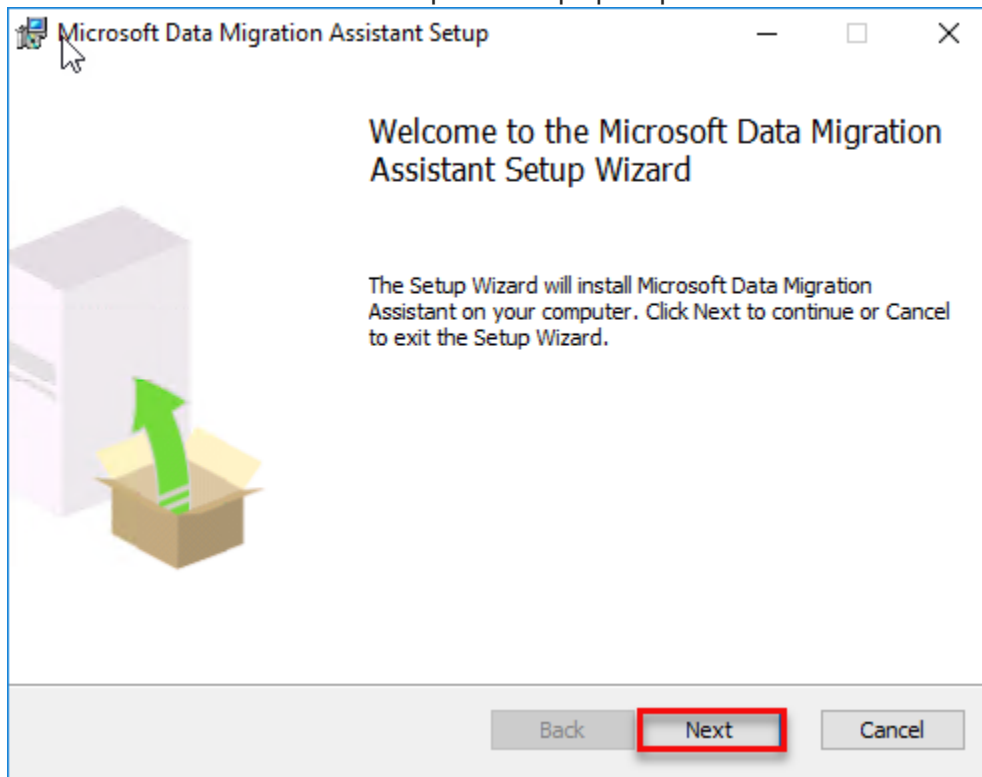 Microsoft Data Migration Assistant Setup
Welcome to the Microsoft Data Migration
Assistant Setup Wizard
The Setup Wizard will install Microsoft Data Migration
Assistant on your computer. Click Next to continue or Cancel
to exit the Setup Wizard.
Back Next Cancel